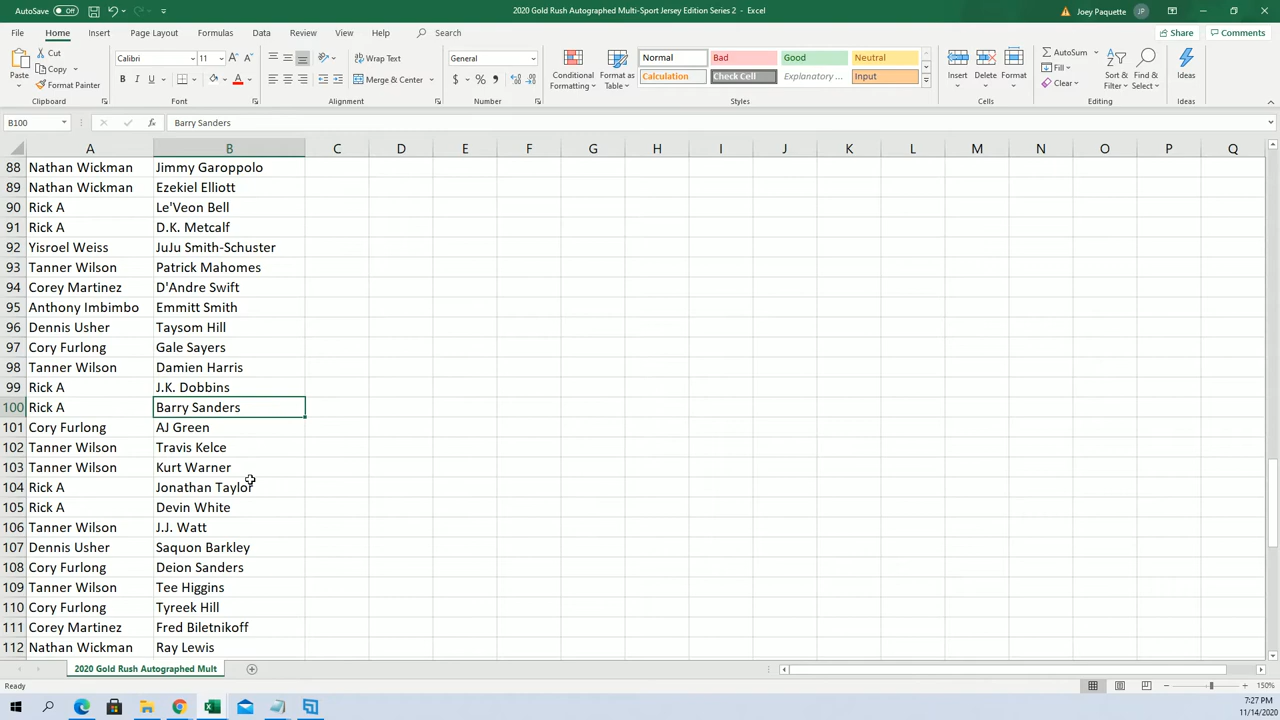 AutoSave Off
2020 Gold Rush Autographed Multi-Sport Jersey Edition Series 2 - Excel
Joey Paquette JP
File Home Insert Page Layout Formulas Data Review View Help Search
Share Comments
Paste
Cut
Copy
Format Painter
Clipboard
Calibri 11
B I U
Font
Wrap Text
Merge & Center
Alignment
General
$ % ,
Number
Conditional Formatting
Format as Table
Normal Bad Good Neutral
Calculation Check Cell Explanatory ... Input
Styles
Insert Delete Format
Cells
AutoSum
Fill
Clear
Sort & Filter
Find & Select
Editing
Ideas
Ideas
B100 fx Barry Sanders
A B C D E F G H I J K L M N O P Q
88 Nathan Wickman Jimmy Garoppolo
89 Nathan Wickman Ezekiel Elliott
90 Rick A Le'Veon Bell
91 Rick A D.K. Metcalf
92 Yisroel Weiss JuJu Smith-Schuster
93 Tanner Wilson Patrick Mahomes
94 Corey Martinez D'Andre Swift
95 Anthony Imbimbo Emmitt Smith
96 Dennis Usher Taysom Hill
97 Cory Furlong Gale Sayers
98 Tanner Wilson Damien Harris
99 Rick A J.K. Dobbins
100 Rick A Barry Sanders
101 Cory Furlong AJ Green
102 Tanner Wilson Travis Kelce
103 Tanner Wilson Kurt Warner
104 Rick A Jonathan Taylor
105 Rick A Devin White
106 Tanner Wilson J.J. Watt
107 Dennis Usher Saquon Barkley
108 Cory Furlong Deion Sanders
109 Tanner Wilson Tee Higgins
110 Cory Furlong Tyreek Hill
111 Corey Martinez Fred Biletnikoff
112 Nathan Wickman Ray Lewis
2020 Gold Rush Autographed Mult
Ready
150%
7:27 PM
11/14/2020